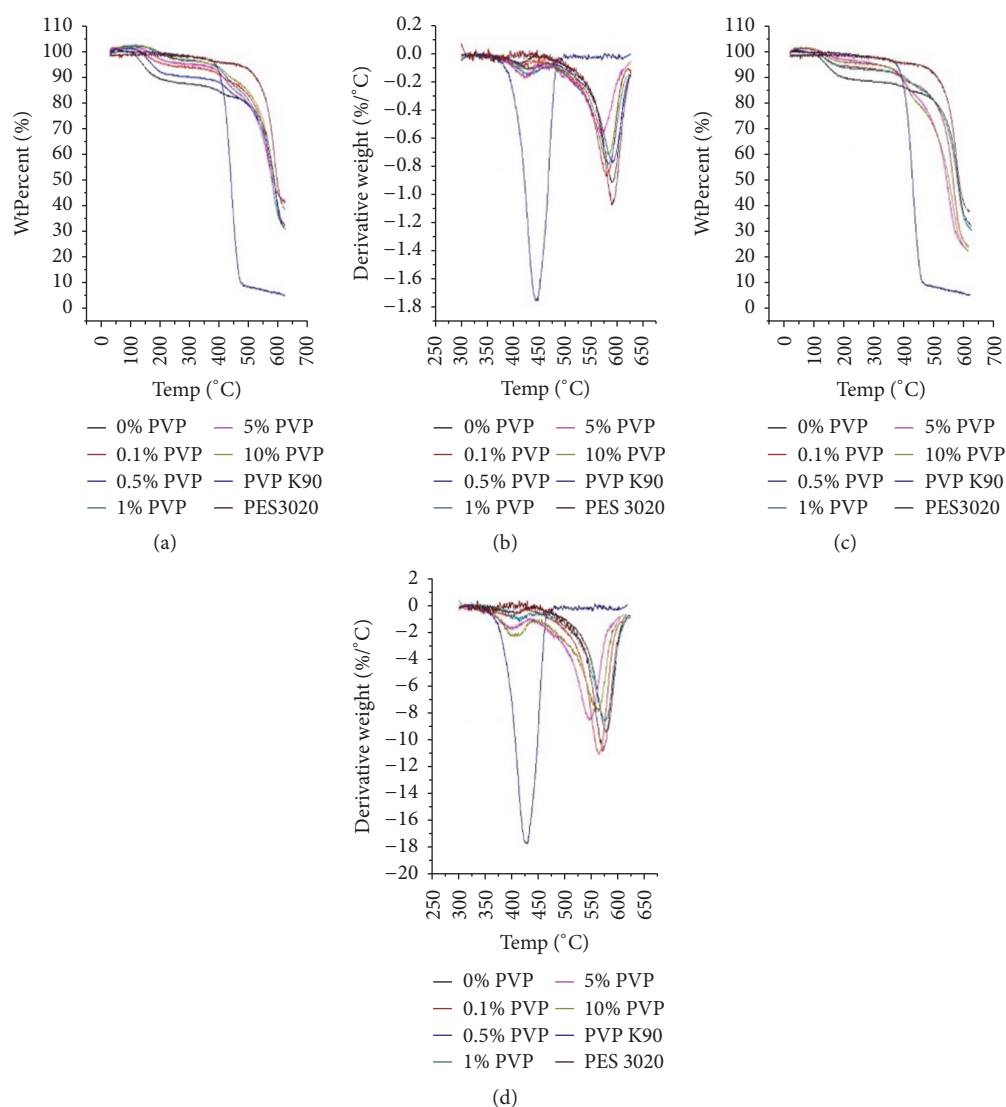 110
100
90
80
70
60
50
40
30
20
10
0
WtPercent (%)
0
100
200
300
400
500
600
700
Temp (°C)
0% PVP
5% PVP
0.1% PVP
10% PVP
0.5% PVP
PVP K90
1% PVP
PES3020
(a)
0.2
0.0
−0.2
−0.4
−0.6
−0.8
−1.0
−1.2
−1.4
−1.6
−1.8
Derivative weight (%/°C)
250
300
350
400
450
500
550
600
650
Temp (°C)
0% PVP
5% PVP
0.1% PVP
10% PVP
0.5% PVP
PVP K90
1% PVP
PES 3020
(b)
110
100
90
80
70
60
50
40
30
20
10
0
WtPercent (%)
0
100
200
300
400
500
600
700
Temp (°C)
0% PVP
5% PVP
0.1% PVP
10% PVP
0.5% PVP
PVP K90
1% PVP
PES3020
(c)
2
0
−2
−4
−6
−8
−10
−12
−14
−16
−18
−20
Derivative weight (%/°C)
250
300
350
400
450
500
550
600
650
Temp (°C)
0% PVP
5% PVP
0.1% PVP
10% PVP
0.5% PVP
PVP K90
1% PVP
PES 3020
(d)